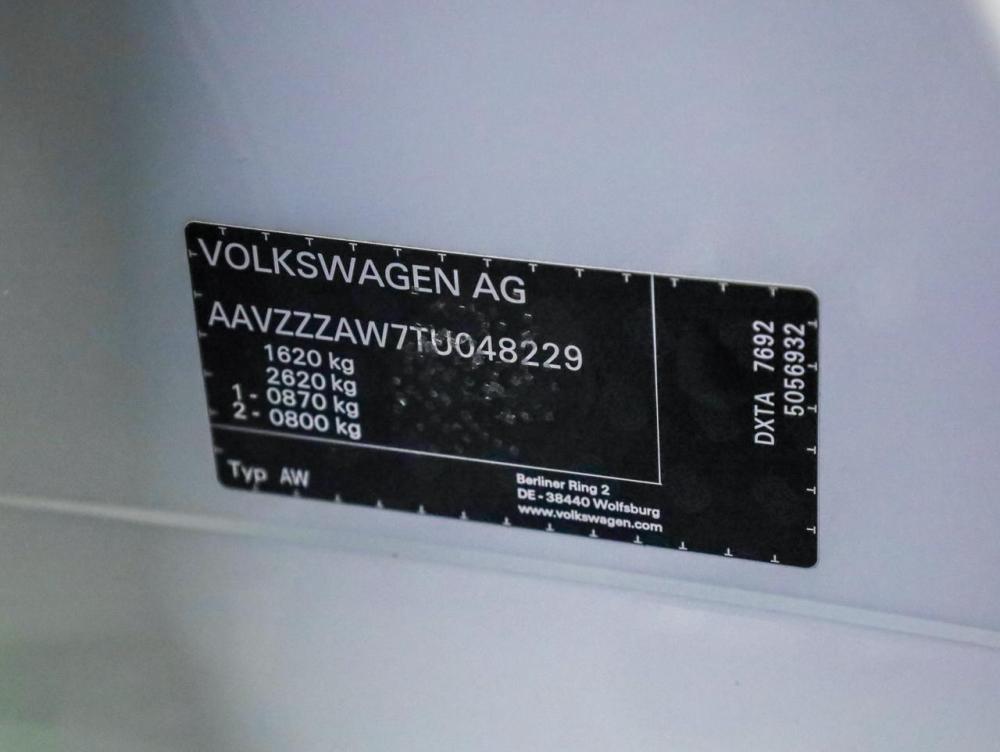 VOLKSWAGEN AG
AAVZZZAW7TU048229
1620 kg
2620 kg
1 - 0870 kg
2 - 0800 kg
Typ AW
Berliner Ring 2
DE - 38440 Wolfsburg
www.volkswagen.com
DXTA 7692
5056932